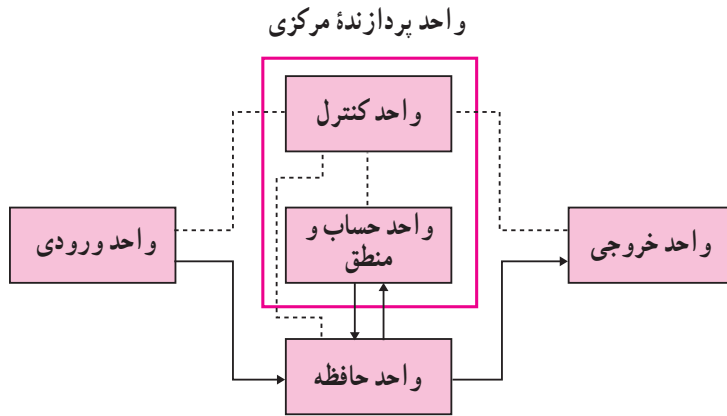 واحد پردازندهٔ مرکزی
واحد کنترل
واحد ورودی
واحد حساب و
منطق
واحد خروجی
واحد حافظه